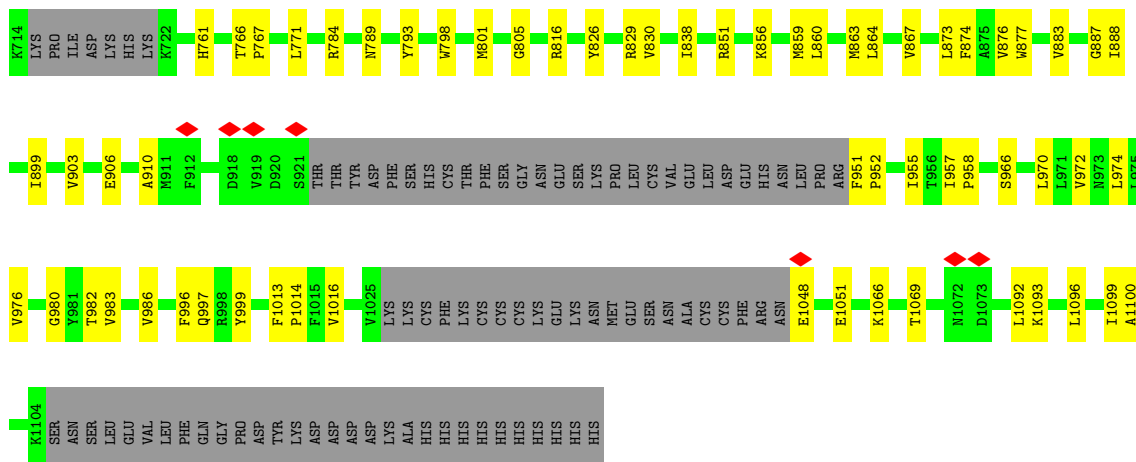 K714 LYS PRO ILE ASP LYS HIS LYS K722 H761 T766 P767 L771 R784 N789 Y793 W798 M801 G805 R816 Y826 R829 V830 I838 R851 K856 M859 L860 M863 L864 V867 L873 F874 A875 V876 W877 V883 G887 I888
I899 V903 E906 A910 M911 F912 D918 V919 D920 S921 THR THR TYR ASP PHE SER HIS CYS THR PHE SER GLY ASN GLU SER LYS PRO LEU CYS VAL GLU LEU ASP GLU HIS ASN LEU PRO ARG F951 P952 I955 T956 I957 P958 S966 L970 L971 V972 N973 L974 L975
V976 G980 Y981 T982 V983 V986 F996 Q997 R998 Y999 F1013 P1014 F1015 V1016 V1025 LYS LYS CYS PHE LYS CYS CYS CYS LYS GLU LYS ASN MET GLU SER ASN ALA CYS CYS PHE ARG ASN E1048 E1051 K1066 T1069 N1072 D1073 L1092 K1093 L1096 I1099 A1100
K1104 SER ASN SER LEU GLU VAL LEU PHE GLN GLY PRO ASP TYR LYS ASP ASP ASP ASP LYS ALA HIS HIS HIS HIS HIS HIS HIS HIS HIS HIS